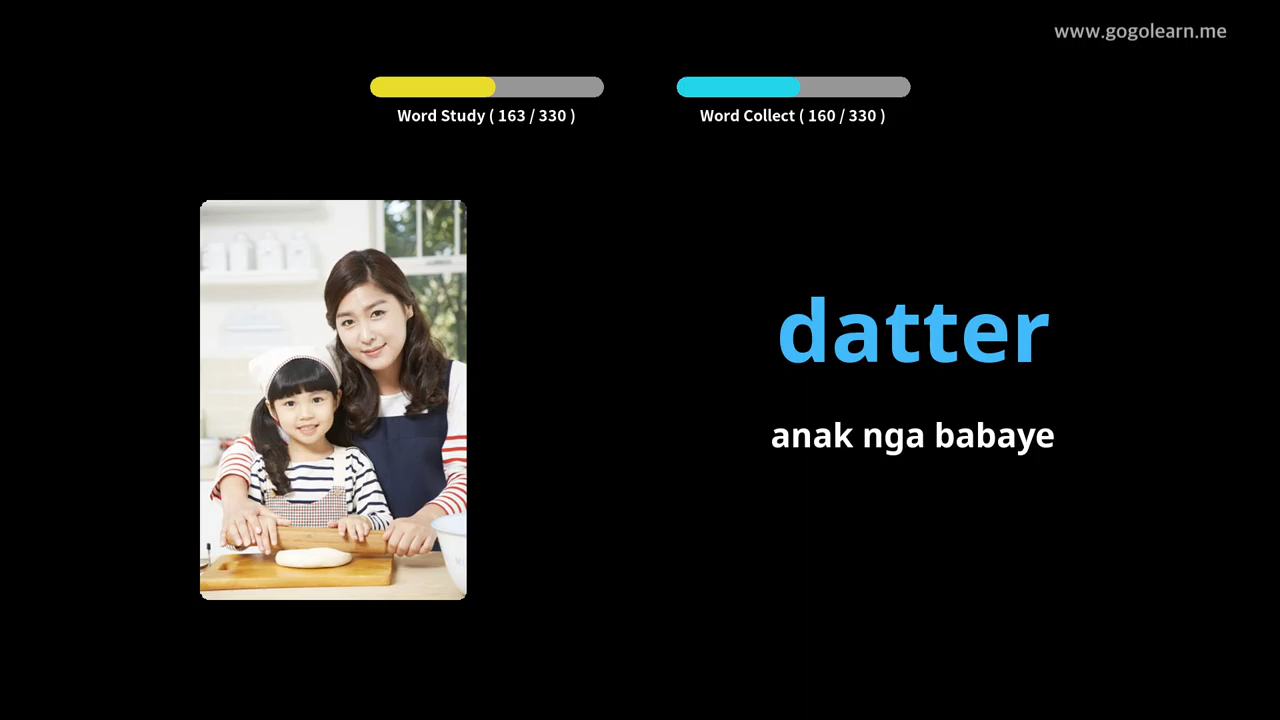 www.gogolearn.me
Word Study ( 163 / 330 )
Word Collect ( 160 / 330 )
datter
anak nga babaye